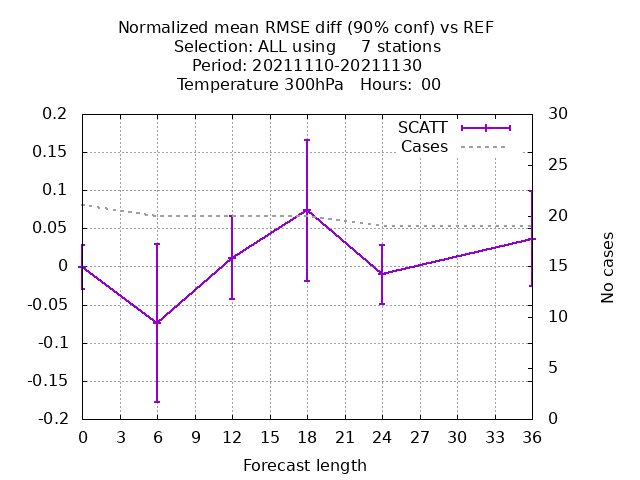 Normalized mean RMSE diff (90% conf) vs REF
Selection: ALL using 7 stations
Period: 20211110-20211130
Temperature 300hPa Hours: 00
SCATT
Cases
0.2
0.15
0.1
0.05
0
-0.05
-0.1
-0.15
-0.2
30
25
20
15
10
5
0
No cases
0 3 6 9 12 15 18 21 24 27 30 33 36
Forecast length